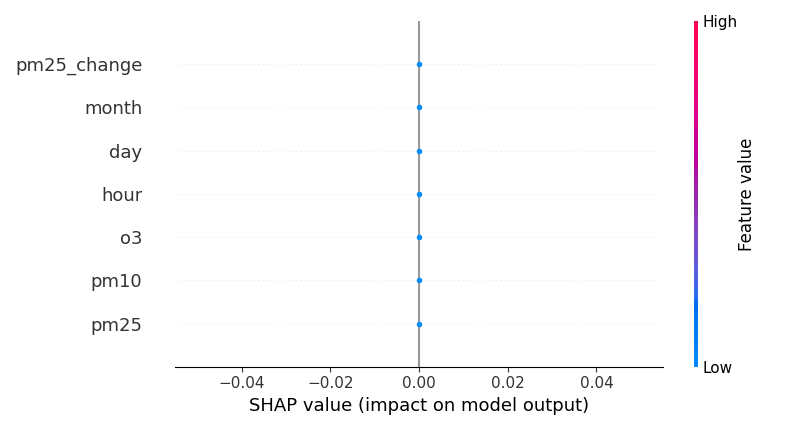 High
pm25_change
month
day
hour
o3
pm10
pm25
Feature value
Low
−0.04 −0.02 0.00 0.02 0.04
SHAP value (impact on model output)